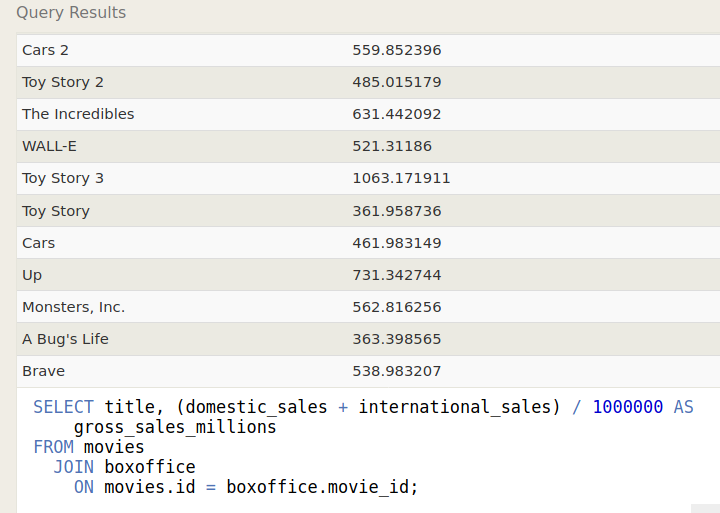 Query Results
Cars 2 559.852396
Toy Story 2 485.015179
The Incredibles 631.442092
WALL-E 521.31186
Toy Story 3 1063.171911
Toy Story 361.958736
Cars 461.983149
Up 731.342744
Monsters, Inc. 562.816256
A Bug's Life 363.398565
Brave 538.983207
SELECT title, (domestic_sales + international_sales) / 1000000 AS
gross_sales_millions
FROM movies
JOIN boxoffice
ON movies.id = boxoffice.movie_id;